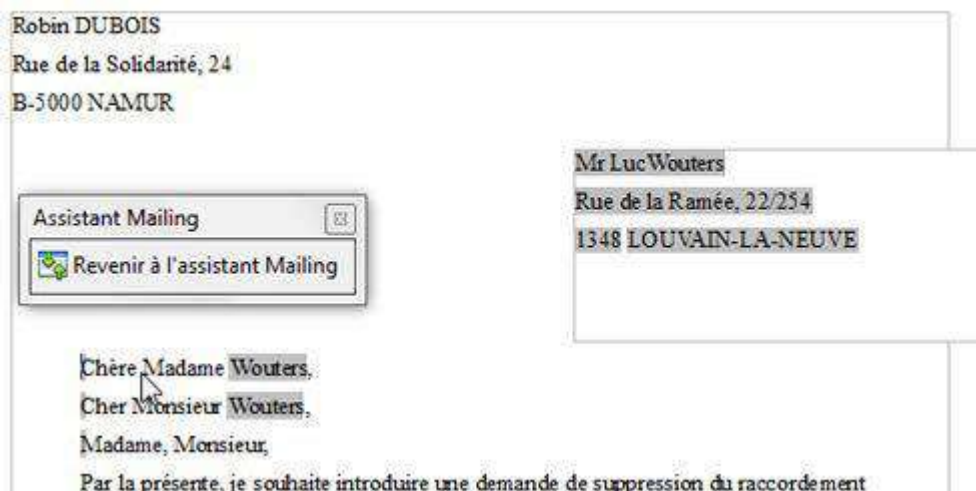 Robin DUBOIS
Rue de la Solidarité, 24
B-5000 NAMUR
Mr LucWouters
Rue de la Ramée, 22/254
1348 LOUVAIN-LA-NEUVE
Assistant Mailing
Revenir à l'assistant Mailing
Chère Madame Wouters,
Cher Monsieur Wouters,
Madame, Monsieur,
Par la présente, je souhaite introduire une demande de suppression du raccordement